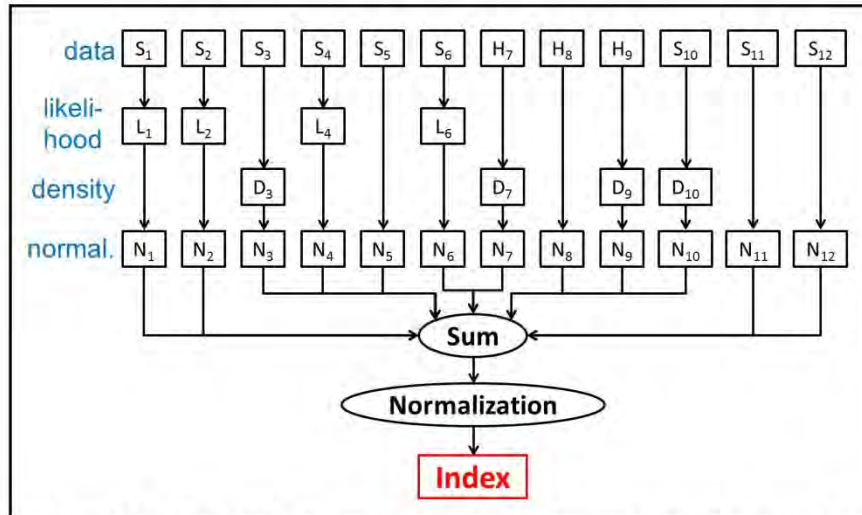 data S₁ S₂ S₃ S₄ S₅ S₆ H₇ H₈ H₉ S₁₀ S₁₁ S₁₂
likeli-
hood L₁ L₂ L₄ L₆
density D₃ D₇ D₉ D₁₀
normal. N₁ N₂ N₃ N₄ N₅ N₆ N₇ N₈ N₉ N₁₀ N₁₁ N₁₂
Sum
Normalization
Index